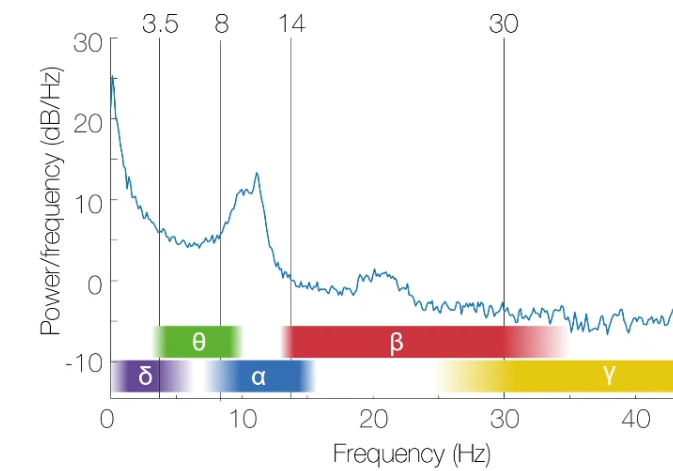 3.5 8 14 30
30
20
10
0
-10
Power/frequency (dB/Hz)
θ β
δ α γ
0 10 20 30 40
Frequency (Hz)